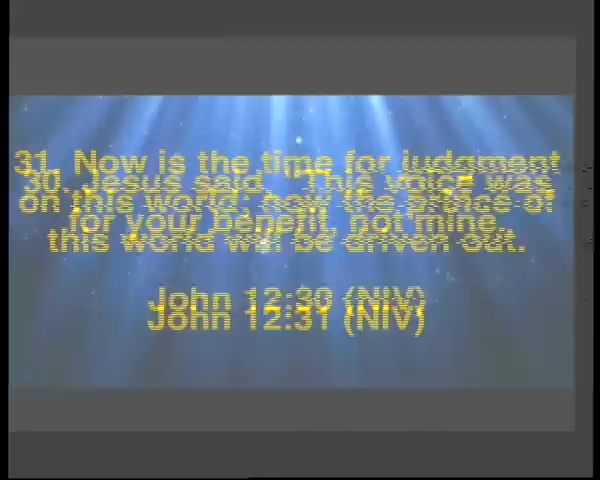 31. Now is the time for judgment
30. Jesus said, This voice was
on this world; now the prince of
for your benefit, not mine.
this world will be driven out.
John 12:30 (NIV)
John 12:31 (NIV)